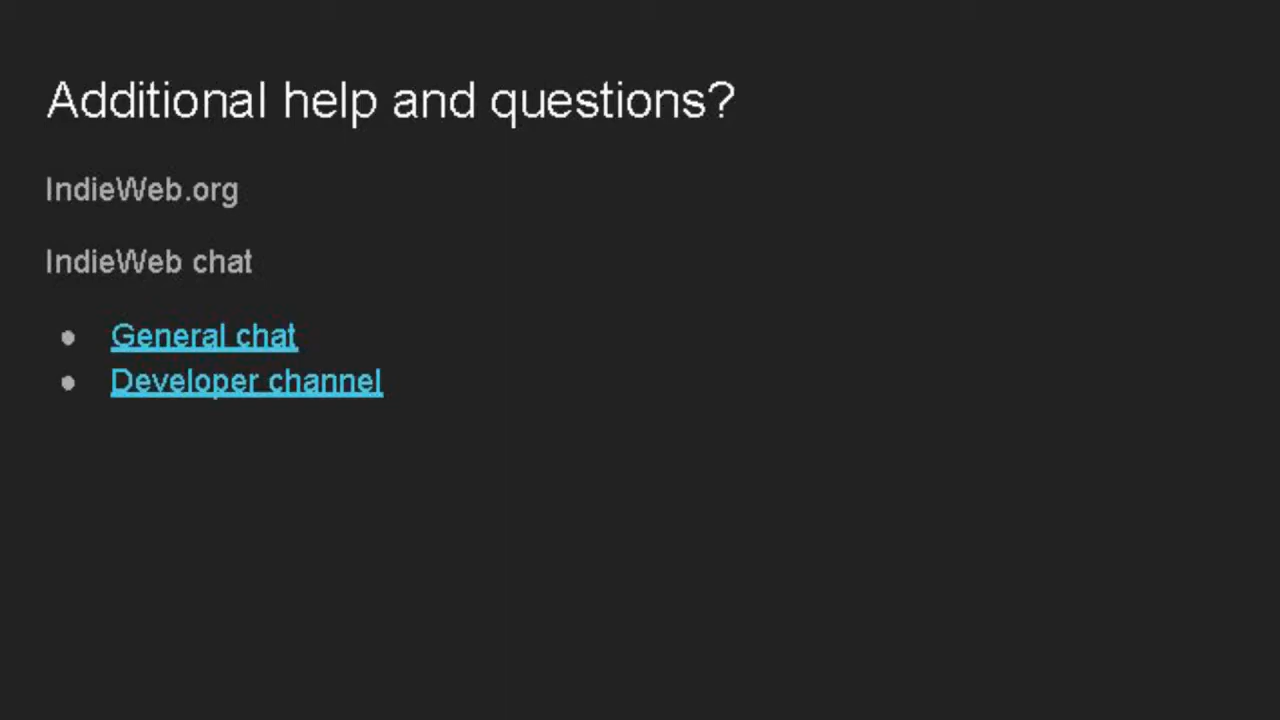 Additional help and questions?
IndieWeb.org
IndieWeb chat
● General chat
● Developer channel